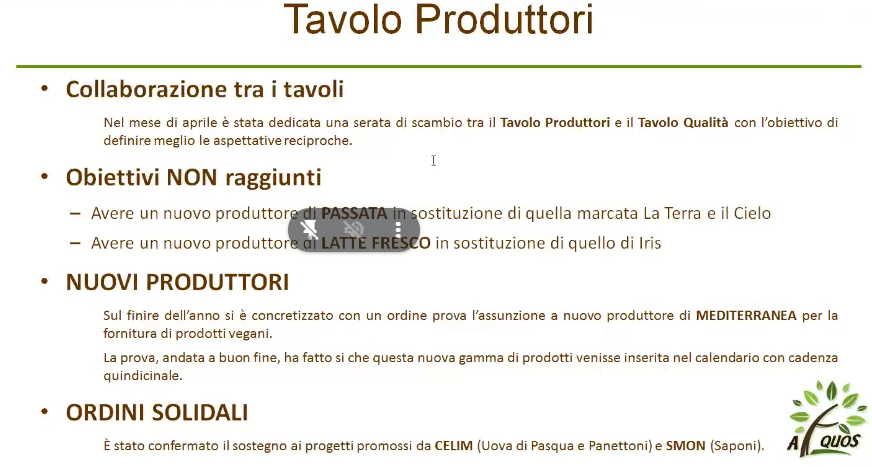 Tavolo Produttori
• Collaborazione tra i tavoli
Nel mese di aprile è stata dedicata una serata di scambio tra il Tavolo Produttori e il Tavolo Qualità con l'obiettivo di
definire meglio le aspettative reciproche.
• Obiettivi NON raggiunti
– Avere un nuovo produttore di PASSATA in sostituzione di quella marcata La Terra e il Cielo
– Avere un nuovo produttore di LATTE FRESCO in sostituzione di quello di Iris
• NUOVI PRODUTTORI
Sul finire dell'anno si è concretizzato con un ordine prova l'assunzione a nuovo produttore di MEDITERRANEA per la
fornitura di prodotti vegani.
La prova, andata a buon fine, ha fatto si che questa nuova gamma di prodotti venisse inserita nel calendario con cadenza
quindicinale.
• ORDINI SOLIDALI
È stato confermato il sostegno ai progetti promossi da CELIM (Uova di Pasqua e Panettoni) e SMON (Saponi).
AEQUOS